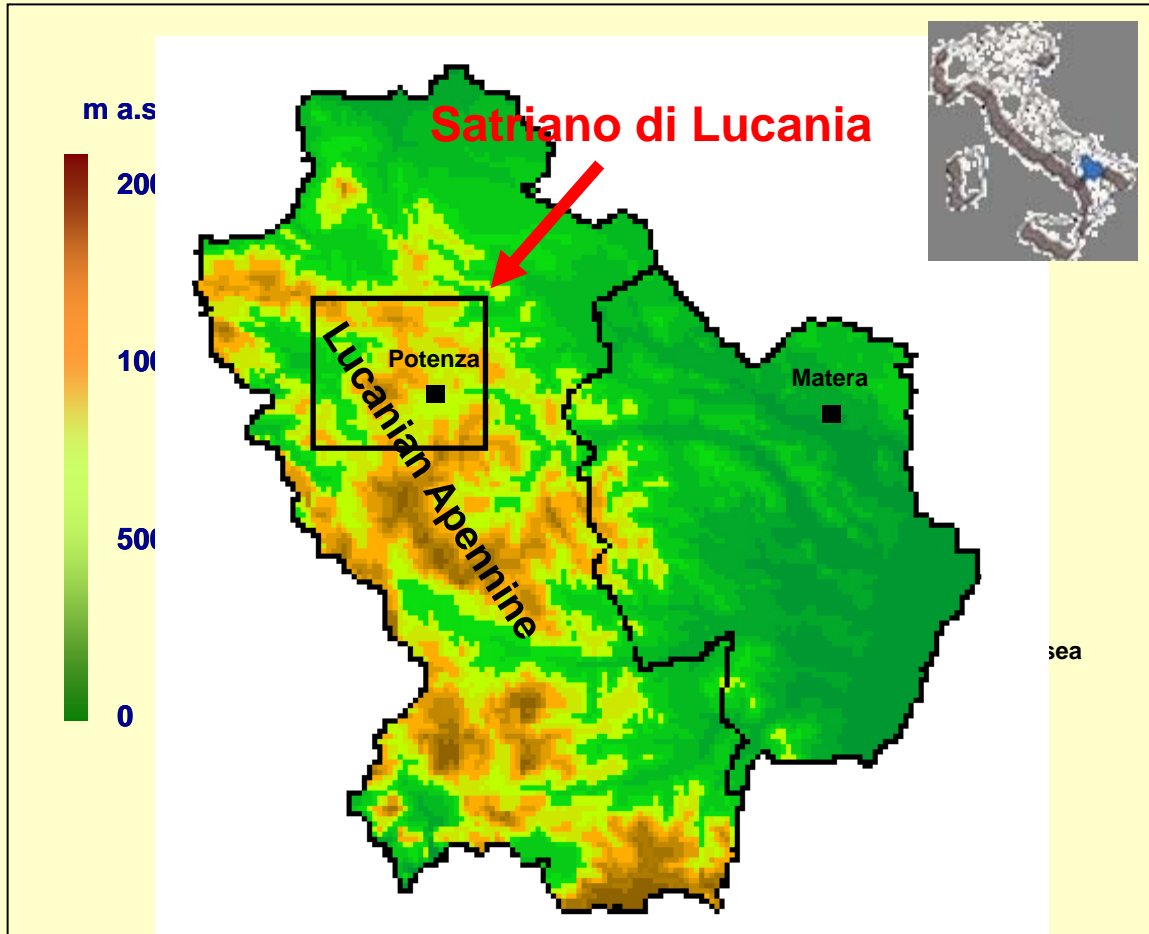 m a.s
Satriano di Lucania
200
100
500
0
Potenza
Matera
Lucanian Apennine
sea